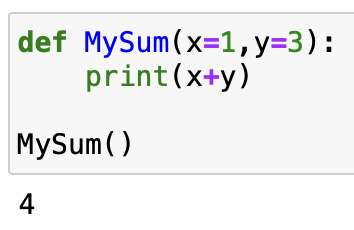 def MySum(x=1,y=3):
    print(x+y)
MySum()
4